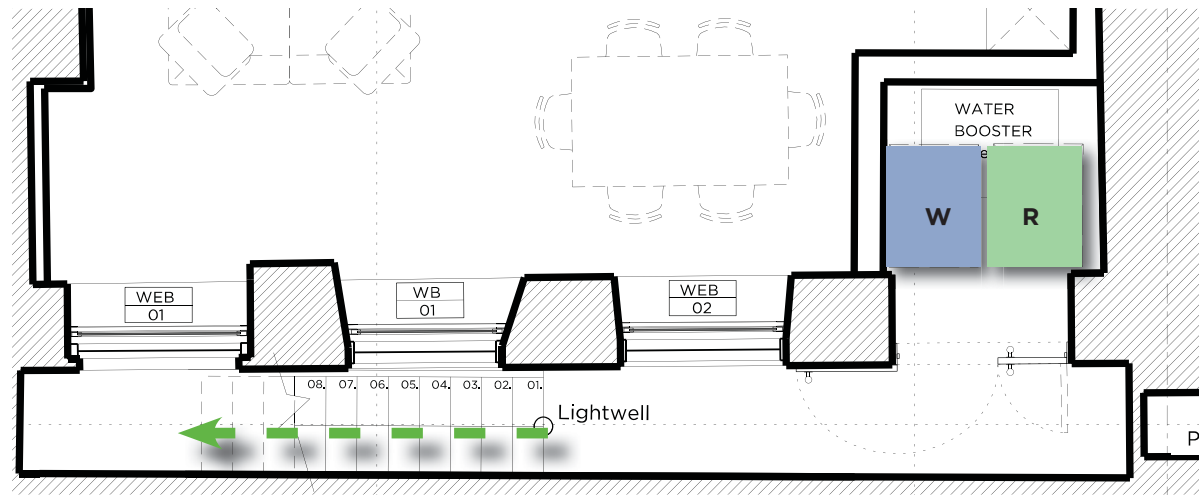 WATER
BOOSTER
e
W
R
WEB
01
WB
01
WEB
02
08. 07. 06. 05. 04. 03. 02. 01.
Lightwell
P